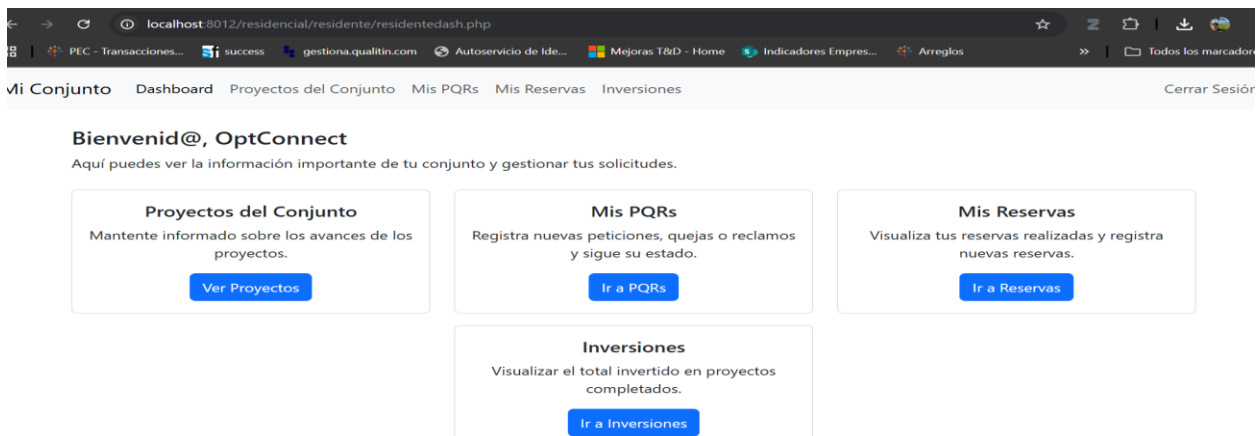 localhost:8012/residencial/residente/residentedash.php
PEC - Transacciones... success gestiona.qualitin.com Autoservicio de Ide... Mejoras T&D - Home Indicadores Empres... Arreglos » Todos los marcadore
Mi Conjunto Dashboard Proyectos del Conjunto Mis PQRs Mis Reservas Inversiones Cerrar Sesión
Bienvenid@, OptConnect
Aquí puedes ver la información importante de tu conjunto y gestionar tus solicitudes.
Proyectos del Conjunto
Mantente informado sobre los avances de los
proyectos.
Ver Proyectos
Mis PQRs
Registra nuevas peticiones, quejas o reclamos
y sigue su estado.
Ir a PQRs
Mis Reservas
Visualiza tus reservas realizadas y registra
nuevas reservas.
Ir a Reservas
Inversiones
Visualizar el total invertido en proyectos
completados.
Ir a Inversiones